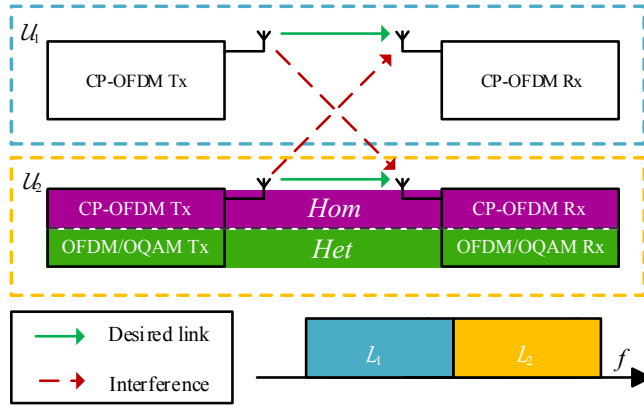 U₁
CP-OFDM Tx
CP-OFDM Rx
U₂
CP-OFDM Tx
Hom
CP-OFDM Rx
OFDM/OQAM Tx
Het
OFDM/OQAM Rx
Desired link
Interference
L₁
L₂
f